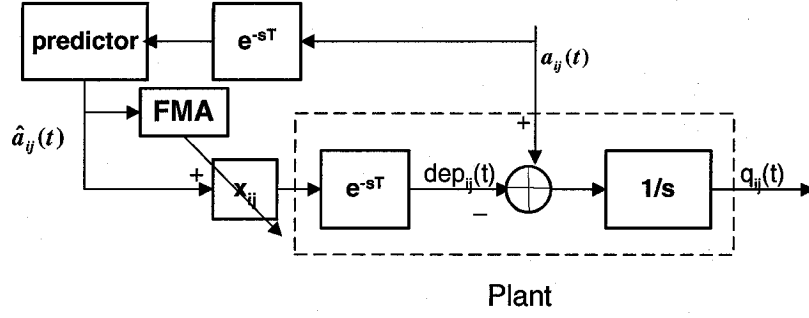 predictor
e^-sT
a_ij(t)
FMA
â_ij(t)
+
+
x_ij
e^-sT
dep_ij(t)
−
1/s
q_ij(t)
Plant